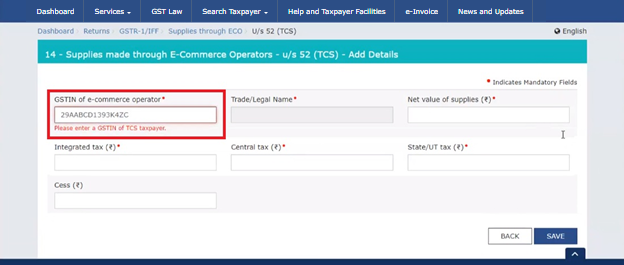 Dashboard Services GST Law Search Taxpayer Help and Taxpayer Facilities e-Invoice News and Updates
Dashboard / Returns / GSTR-1/IFF / Supplies through ECO / U/s 52 (TCS) English
14 - Supplies made through E-Commerce Operators - u/s 52 (TCS) - Add Details
• Indicates Mandatory Fields
GSTIN of e-commerce operator• Trade/Legal Name• Net value of supplies (₹)•
29AABCD1393K4ZC
Please enter a GSTIN of TCS taxpayer.
Integrated tax (₹)• Central tax (₹)• State/UT tax (₹)•
Cess (₹)
BACK SAVE